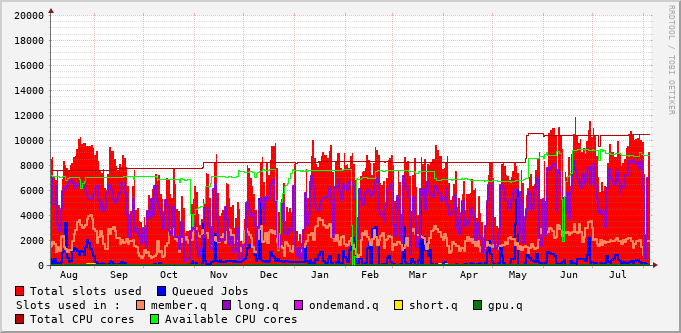 20000
18000
16000
14000
12000
10000
8000
6000
4000
2000
0
Aug Sep Oct Nov Dec Jan Feb Mar Apr May Jun Jul
Total slots used Queued Jobs
Slots used in : member.q long.q ondemand.q short.q gpu.q
Total CPU cores Available CPU cores
RRDTOOL / TOBI OETIKER